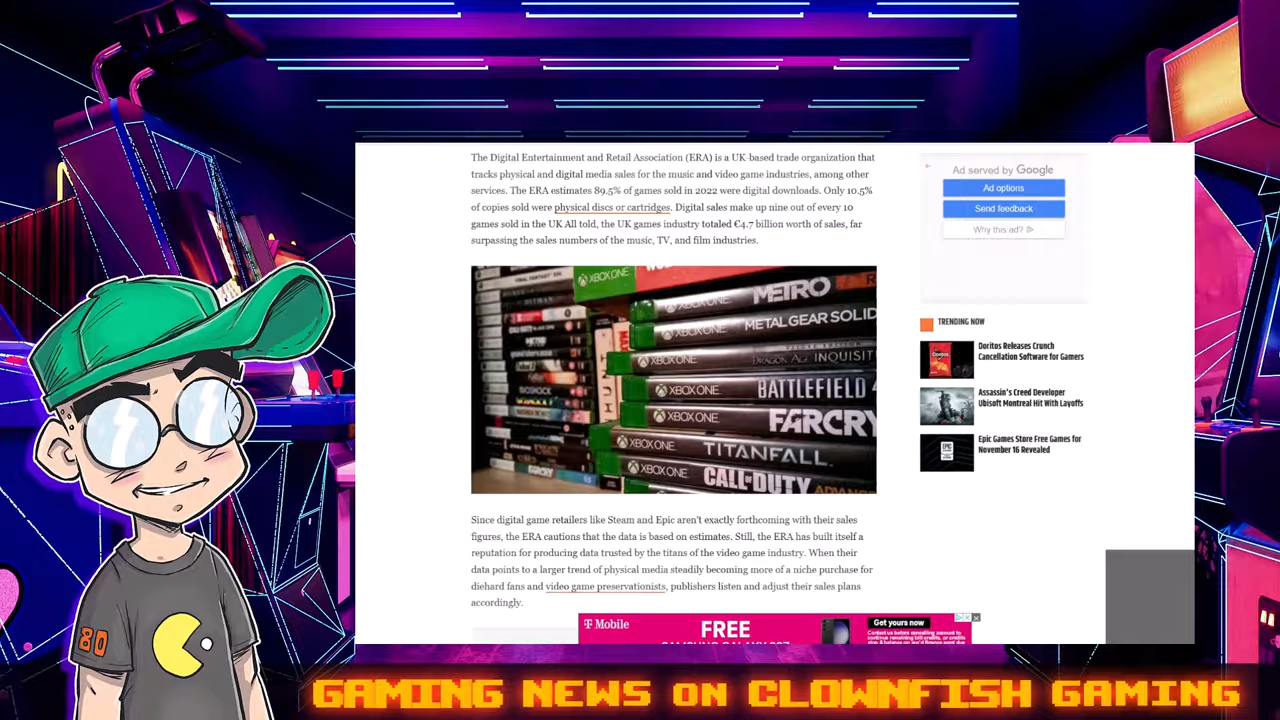 The Digital Entertainment and Retail Association (ERA) is a UK-based trade organization that
tracks physical and digital media sales for the music and video game industries, among other
services. The ERA estimates 89.5% of games sold in 2022 were digital downloads. Only 10.5%
of copies sold were physical discs or cartridges. Digital sales make up nine out of every 10
games sold in the UK All told, the UK games industry totaled €4.7 billion worth of sales, far
surpassing the sales numbers of the music, TV, and film industries.
Ad served by Google
Ad options
Send feedback
Why this ad?
TRENDING NOW
Doritos Releases Crunch
Cancellation Software for Gamers
Assassin's Creed Developer
Ubisoft Montreal Hit With Layoffs
Epic Games Store Free Games for
November 16 Revealed
XBOX ONE
XBOX ONE METRO
XBOX ONE METAL GEAR SOLID
XBOX ONE DRAGON AGE INQUISIT
XBOX ONE BATTLEFIELD 4
XBOX ONE FARCRY
XBOX ONE TITANFALL
XBOX ONE CALL OF DUTY ADVANC
Since digital game retailers like Steam and Epic aren't exactly forthcoming with their sales
figures, the ERA cautions that the data is based on estimates. Still, the ERA has built itself a
reputation for producing data trusted by the titans of the video game industry. When their
data points to a larger trend of physical media steadily becoming more of a niche purchase for
diehard fans and video game preservationists, publishers listen and adjust their sales plans
accordingly.
T Mobile
FREE
Get yours now
80
GAMING NEWS ON CLOWNFISH GAMING